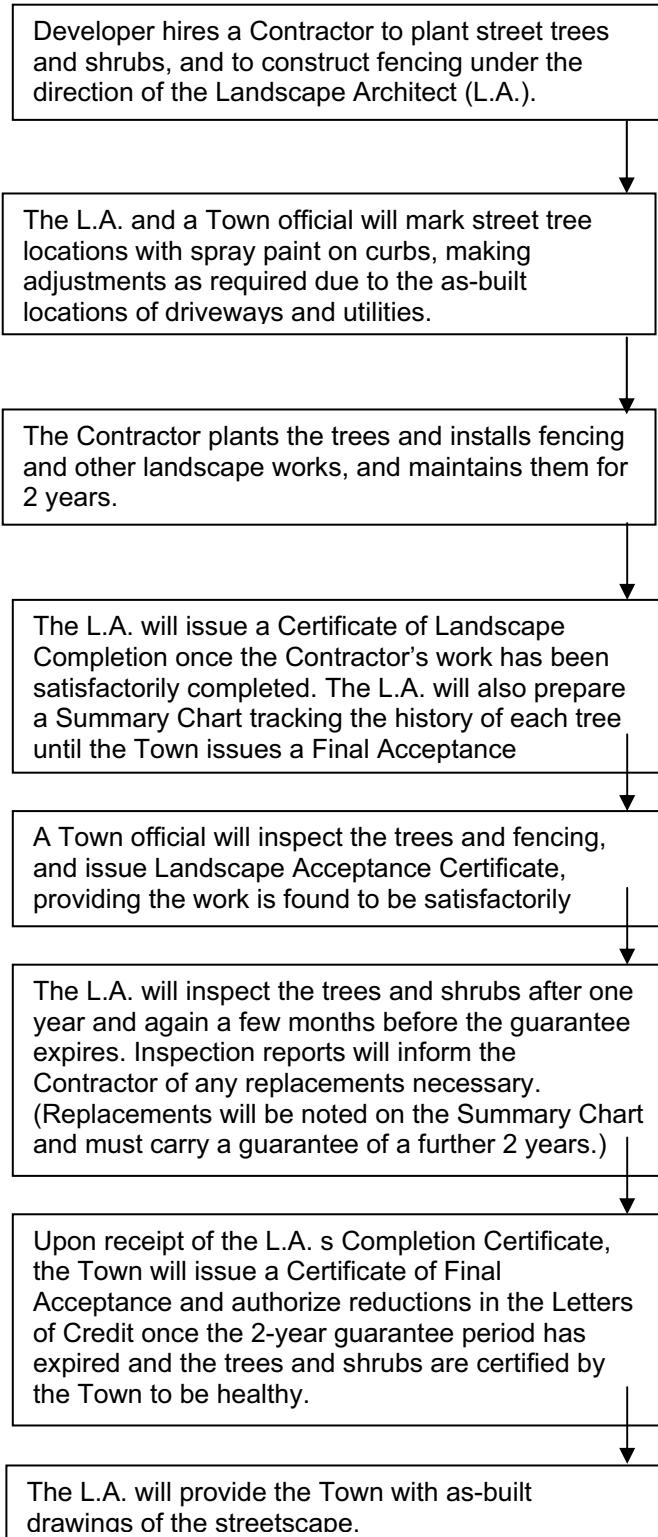 Developer hires a Contractor to plant street trees
and shrubs, and to construct fencing under the
direction of the Landscape Architect (L.A.).
The L.A. and a Town official will mark street tree
locations with spray paint on curbs, making
adjustments as required due to the as-built
locations of driveways and utilities.
The Contractor plants the trees and installs fencing
and other landscape works, and maintains them for
2 years.
The L.A. will issue a Certificate of Landscape
Completion once the Contractor's work has been
satisfactorily completed. The L.A. will also prepare
a Summary Chart tracking the history of each tree
until the Town issues a Final Acceptance
A Town official will inspect the trees and fencing,
and issue Landscape Acceptance Certificate,
providing the work is found to be satisfactorily
The L.A. will inspect the trees and shrubs after one
year and again a few months before the guarantee
expires. Inspection reports will inform the
Contractor of any replacements necessary.
(Replacements will be noted on the Summary Chart
and must carry a guarantee of a further 2 years.)
Upon receipt of the L.A. s Completion Certificate,
the Town will issue a Certificate of Final
Acceptance and authorize reductions in the Letters
of Credit once the 2-year guarantee period has
expired and the trees and shrubs are certified by
the Town to be healthy.
The L.A. will provide the Town with as-built
drawings of the streetscape.